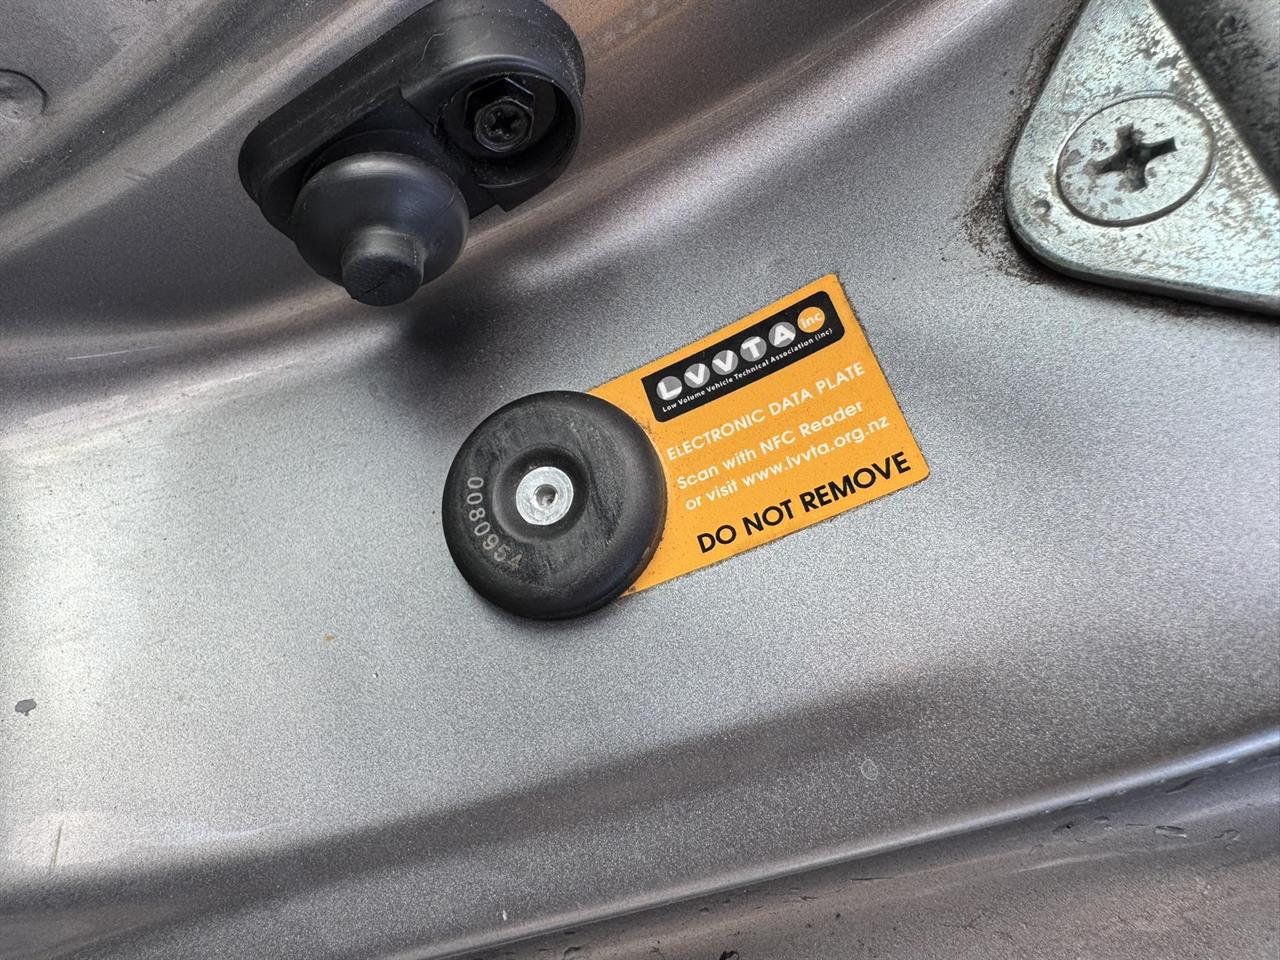 LVVTA inc
Low Volume Vehicle Technical Association (inc)
ELECTRONIC DATA PLATE
Scan with NFC Reader
or visit www.lvvta.org.nz
DO NOT REMOVE
0080954